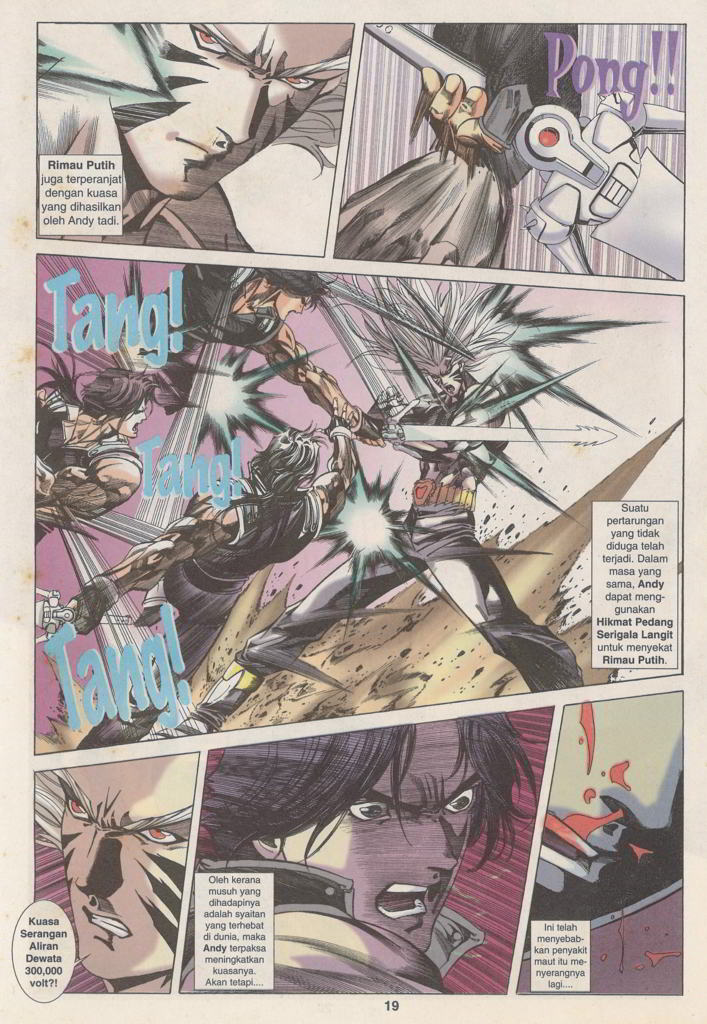 Rimau Putih
juga terperanjat
dengan kuasa
yang dihasilkan
oleh Andy tadi.
Pong!!
Tang!
Tang!
Tang!
Suatu
pertarungan
yang tidak
diduga telah
terjadi. Dalam
masa yang
sama, Andy
dapat meng-
gunakan
Hikmat Pedang
Serigala Langit
untuk menyekat
Rimau Putih.
Kuasa
Serangan
Aliran
Dewata
300,000
volt?!
Oleh kerana
musuh yang
dihadapinya
adalah syaitan
yang terhebat
di dunia, maka
Andy terpaksa
meningkatkan
kuasanya.
Akan tetapi....
Ini telah
menyebab-
kan penyakit
maut itu me-
nyerangnya
lagi....
19